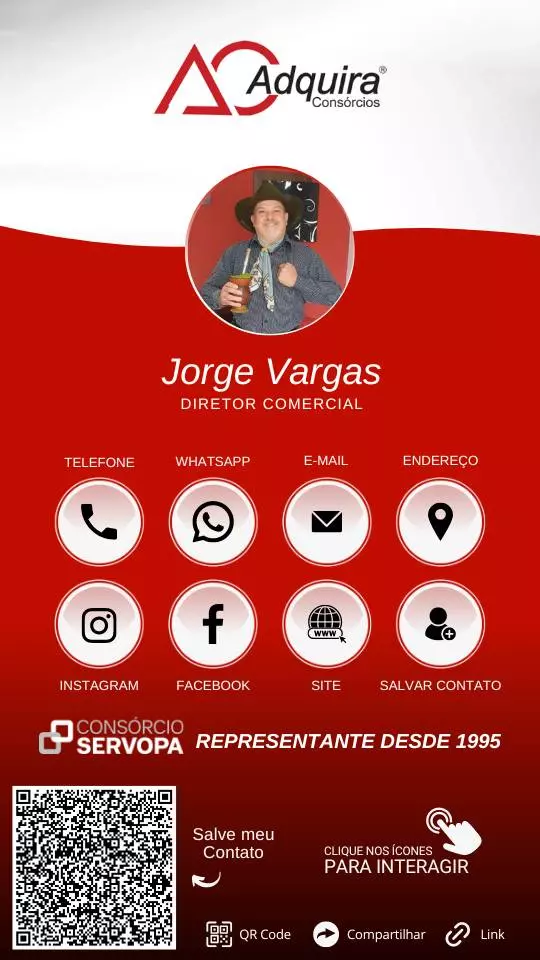 Adquira®
Consórcios
Jorge Vargas
DIRETOR COMERCIAL
TELEFONE
WHATSAPP
E-MAIL
ENDEREÇO
www
INSTAGRAM
FACEBOOK
SITE
SALVAR CONTATO
CONSÓRCIO
SERVOPA
REPRESENTANTE DESDE 1995
Salve meu
Contato
CLIQUE NOS ÍCONES
PARA INTERAGIR
QR Code
Compartilhar
Link